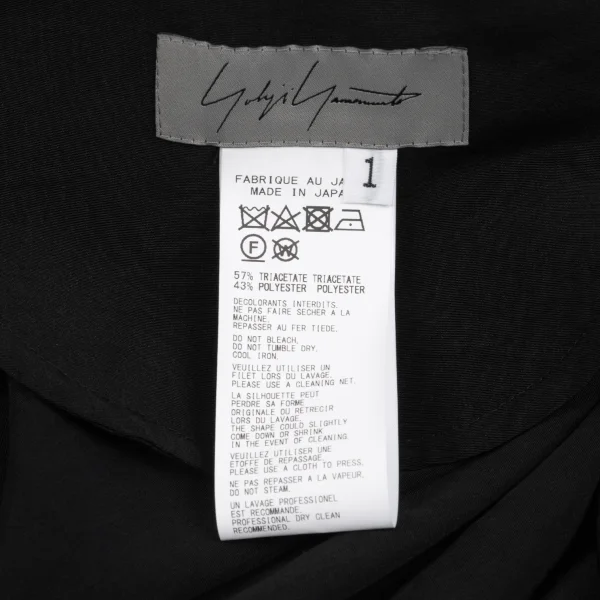 Yohji Yamamoto
1
FABRIQUE AU JA
MADE IN JAPA
F
W
57% TRIACETATE TRIACETATE
43% POLYESTER POLYESTER
DECOLORANTS INTERDITS.
NE PAS FAIRE SECHER A LA
MACHINE.
REPASSER AU FER TIEDE.
DO NOT BLEACH.
DO NOT TUMBLE DRY.
COOL IRON.
VEUILLEZ UTILISER UN
FILET LORS DU LAVAGE.
PLEASE USE A CLEANING NET.
LA SILHOUETTE PEUT
PERDRE SA FORME
ORIGINALE OU RETRECIR
LORS DU LAVAGE.
THE SHAPE COULD SLIGHTLY
COME DOWN OR SHRINK
IN THE EVENT OF CLEANING
VEUILLEZ UTILISER UNE
ETOFFE DE REPASSAGE.
PLEASE USE A CLOTH TO PRESS.
NE PAS REPASSER A LA VAPEUR.
DO NOT STEAM.
UN LAVAGE PROFESSIONEL
EST RECOMMANDE.
PROFESSIONAL DRY CLEAN
RECOMMENDED.